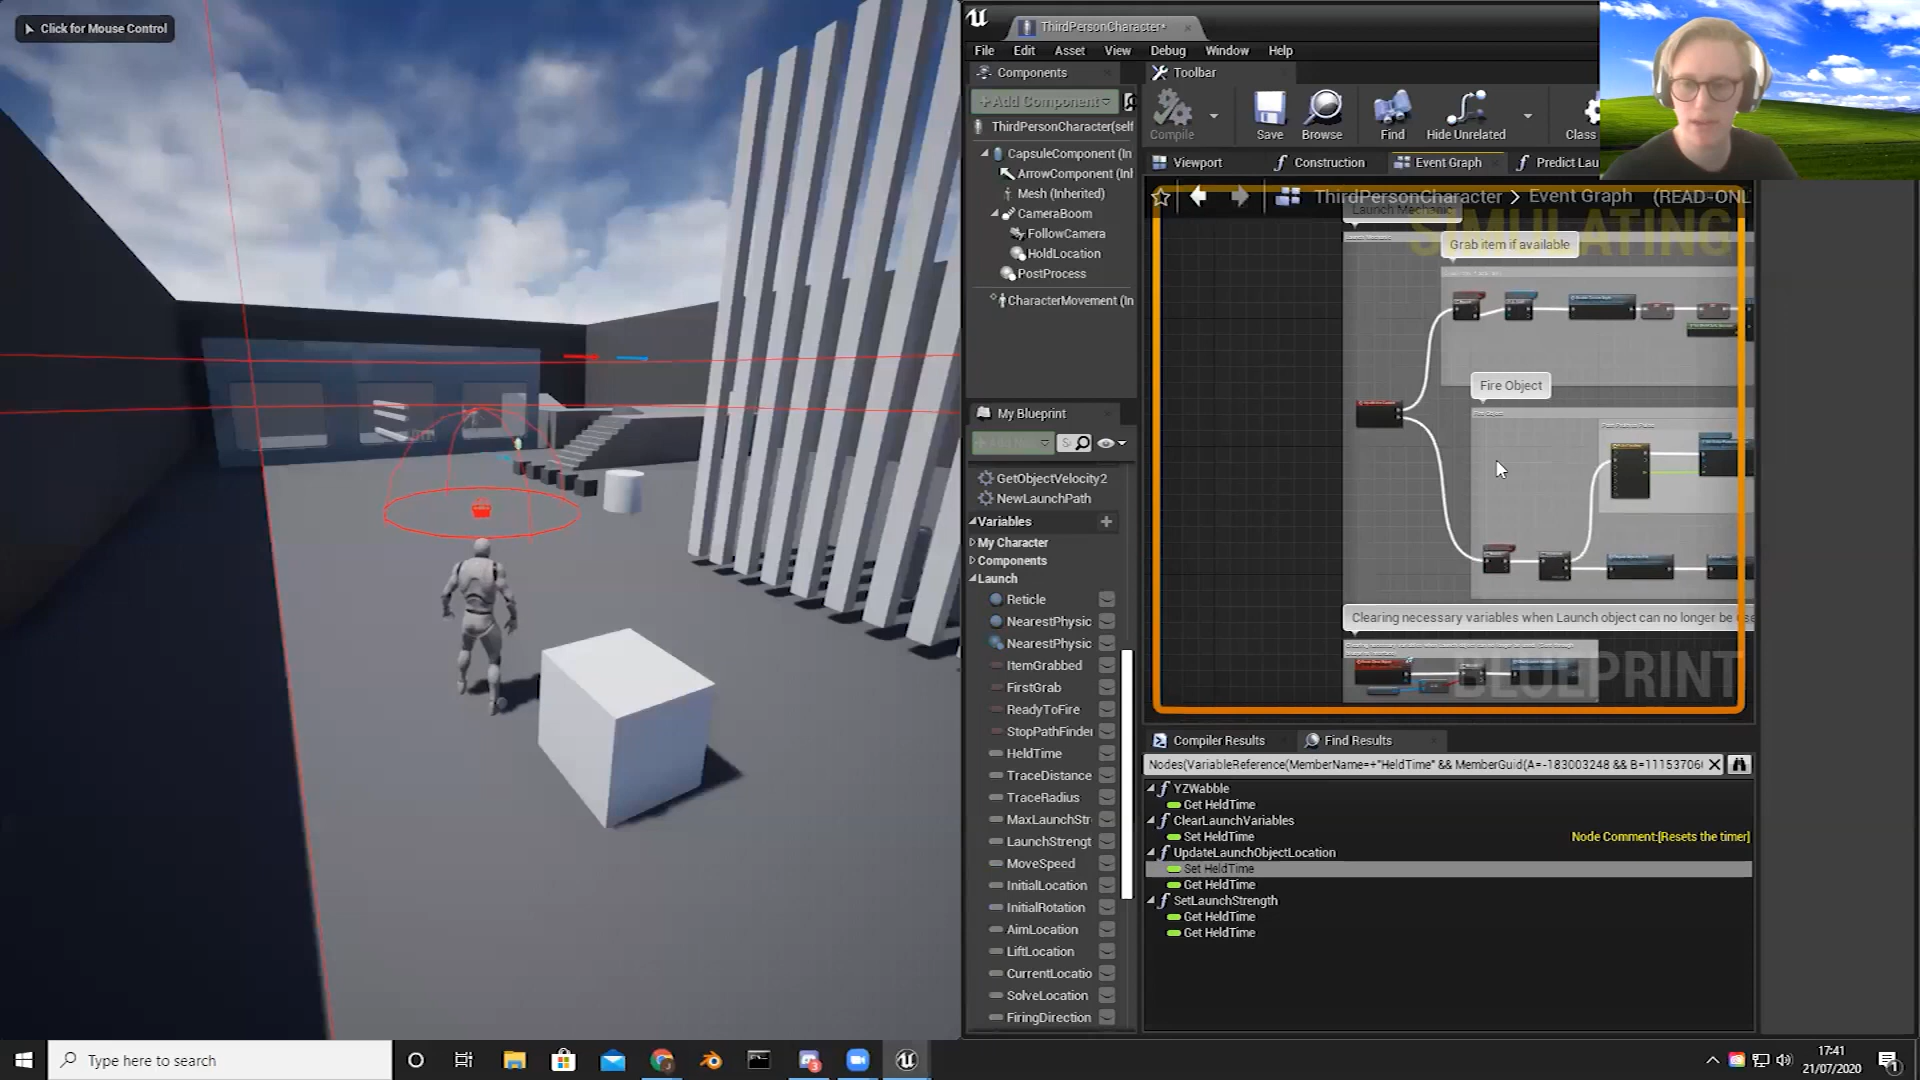 Click for Mouse Control
ThirdPersonCharacter*
File Edit Asset View Debug Window Help
Components
Toolbar
+Add Component
ThirdPersonCharacter(self
CapsuleComponent (In
ArrowComponent (Inh
Mesh (Inherited)
CameraBoom
FollowCamera
HoldLocation
PostProcess
CharacterMovement (In
Compile
Save
Browse
Find
Hide Unrelated
Class
Viewport
Construction
Event Graph
Predict Lau
ThirdPersonCharacter > Event Graph (READ-ONL
SIMULATING
Launch Mechanic
Grab item if available
Fire Object
Clearing necessary variables when Launch object can no longer be use
BLUEPRINT
My Blueprint
GetObjectVelocity2
NewLaunchPath
Variables
My Character
Components
Launch
Reticle
NearestPhysic
NearestPhysic
ItemGrabbed
FirstGrab
ReadyToFire
StopPathFinder
HeldTime
TraceDistance
TraceRadius
MaxLaunchStr
LaunchStrengt
MoveSpeed
InitialLocation
InitialRotation
AimLocation
LiftLocation
CurrentLocatio
SolveLocation
FiringDirection
Compiler Results
Find Results
Nodes(VariableReference(MemberName=+"HeldTime" && MemberGuid(A=-183003248 && B=111537060
YZWabble
Get HeldTime
ClearLaunchVariables
Set HeldTime
Node Comment:[Resets the timer]
UpdateLaunchObjectLocation
Set HeldTime
Get HeldTime
SetLaunchStrength
Get HeldTime
Get HeldTime
Type here to search
17:41
21/07/2020